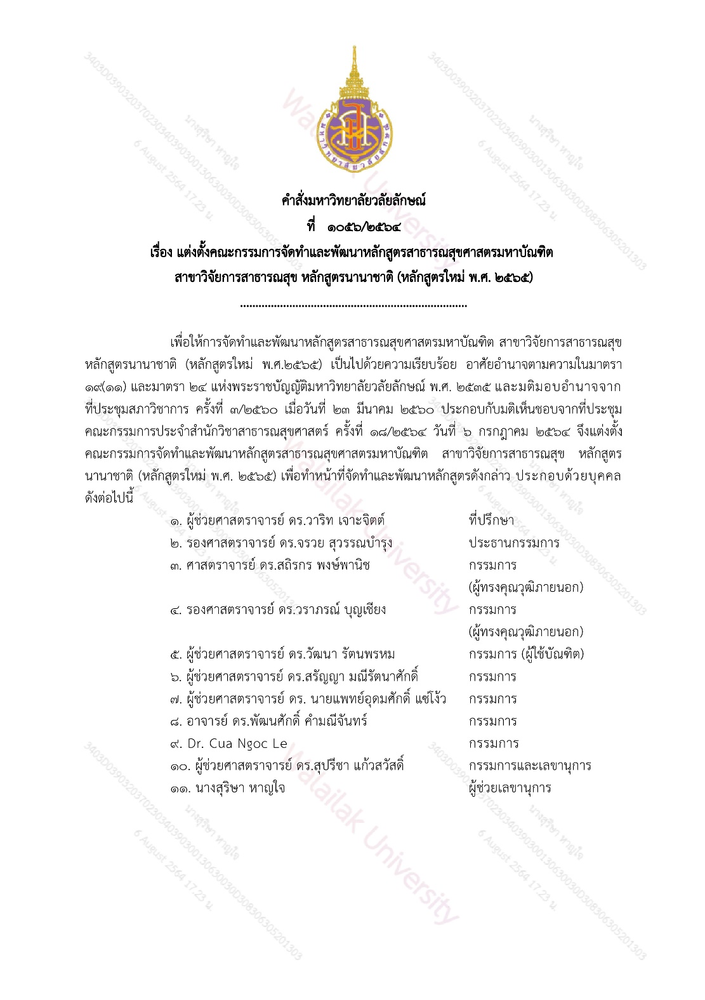 มหาวิทยาลัยวลัยลักษณ์
คำสั่งมหาวิทยาลัยวลัยลักษณ์
ที่ ๑๐๕๖/๒๕๖๔
เรื่อง แต่งตั้งคณะกรรมการจัดทำและพัฒนาหลักสูตรสาธารณสุขศาสตรมหาบัณฑิต
สาขาวิจัยการสาธารณสุข หลักสูตรนานาชาติ (หลักสูตรใหม่ พ.ศ. ๒๕๖๕)
..........................................................................
เพื่อให้การจัดทำและพัฒนาหลักสูตรสาธารณสุขศาสตรมหาบัณฑิต สาขาวิจัยการสาธารณสุข
หลักสูตรนานาชาติ (หลักสูตรใหม่ พ.ศ.๒๕๖๕) เป็นไปด้วยความเรียบร้อย อาศัยอำนาจตามความในมาตรา
๑๙(๑๑) และมาตรา ๒๔ แห่งพระราชบัญญัติมหาวิทยาลัยวลัยลักษณ์ พ.ศ. ๒๕๓๕ และมติมอบอำนาจจาก
ที่ประชุมสภาวิชาการ ครั้งที่ ๓/๒๕๖๐ เมื่อวันที่ ๒๓ มีนาคม ๒๕๖๐ ประกอบกับมติเห็นชอบจากที่ประชุม
คณะกรรมการประจำสำนักวิชาสาธารณสุขศาสตร์ ครั้งที่ ๑๘/๒๕๖๔ วันที่ ๖ กรกฎาคม ๒๕๖๔ จึงแต่งตั้ง
คณะกรรมการจัดทำและพัฒนาหลักสูตรสาธารณสุขศาสตรมหาบัณฑิต สาขาวิจัยการสาธารณสุข หลักสูตร
นานาชาติ (หลักสูตรใหม่ พ.ศ. ๒๕๖๕) เพื่อทำหน้าที่จัดทำและพัฒนาหลักสูตรดังกล่าว ประกอบด้วยบุคคล
ดังต่อไปนี้
๑. ผู้ช่วยศาสตราจารย์ ดร.วาริท เจาะจิตต์ ที่ปรึกษา
๒. รองศาสตราจารย์ ดร.จรวย สุวรรณบำรุง ประธานกรรมการ
๓. ศาสตราจารย์ ดร.สถิรกร พงษ์พานิช กรรมการ
(ผู้ทรงคุณวุฒิภายนอก)
๔. รองศาสตราจารย์ ดร.วราภรณ์ บุญเชียง กรรมการ
(ผู้ทรงคุณวุฒิภายนอก)
๕. ผู้ช่วยศาสตราจารย์ ดร.วัฒนา รัตนพรหม กรรมการ (ผู้ใช้บัณฑิต)
๖. ผู้ช่วยศาสตราจารย์ ดร.สรัญญา มณีรัตนาศักดิ์ กรรมการ
๗. ผู้ช่วยศาสตราจารย์ ดร. นายแพทย์อุดมศักดิ์ แซ่โง้ว กรรมการ
๘. อาจารย์ ดร.พัฒนศักดิ์ คำมณีจันทร์ กรรมการ
๙. Dr. Cua Ngoc Le กรรมการ
๑๐. ผู้ช่วยศาสตราจารย์ ดร.สุปรีชา แก้วสวัสดิ์ กรรมการและเลขานุการ
๑๑. นางสุริษา หาญใจ ผู้ช่วยเลขานุการ
Walailak University
นางสุริษา หาญใจ
6 August 2564 17.23 น.